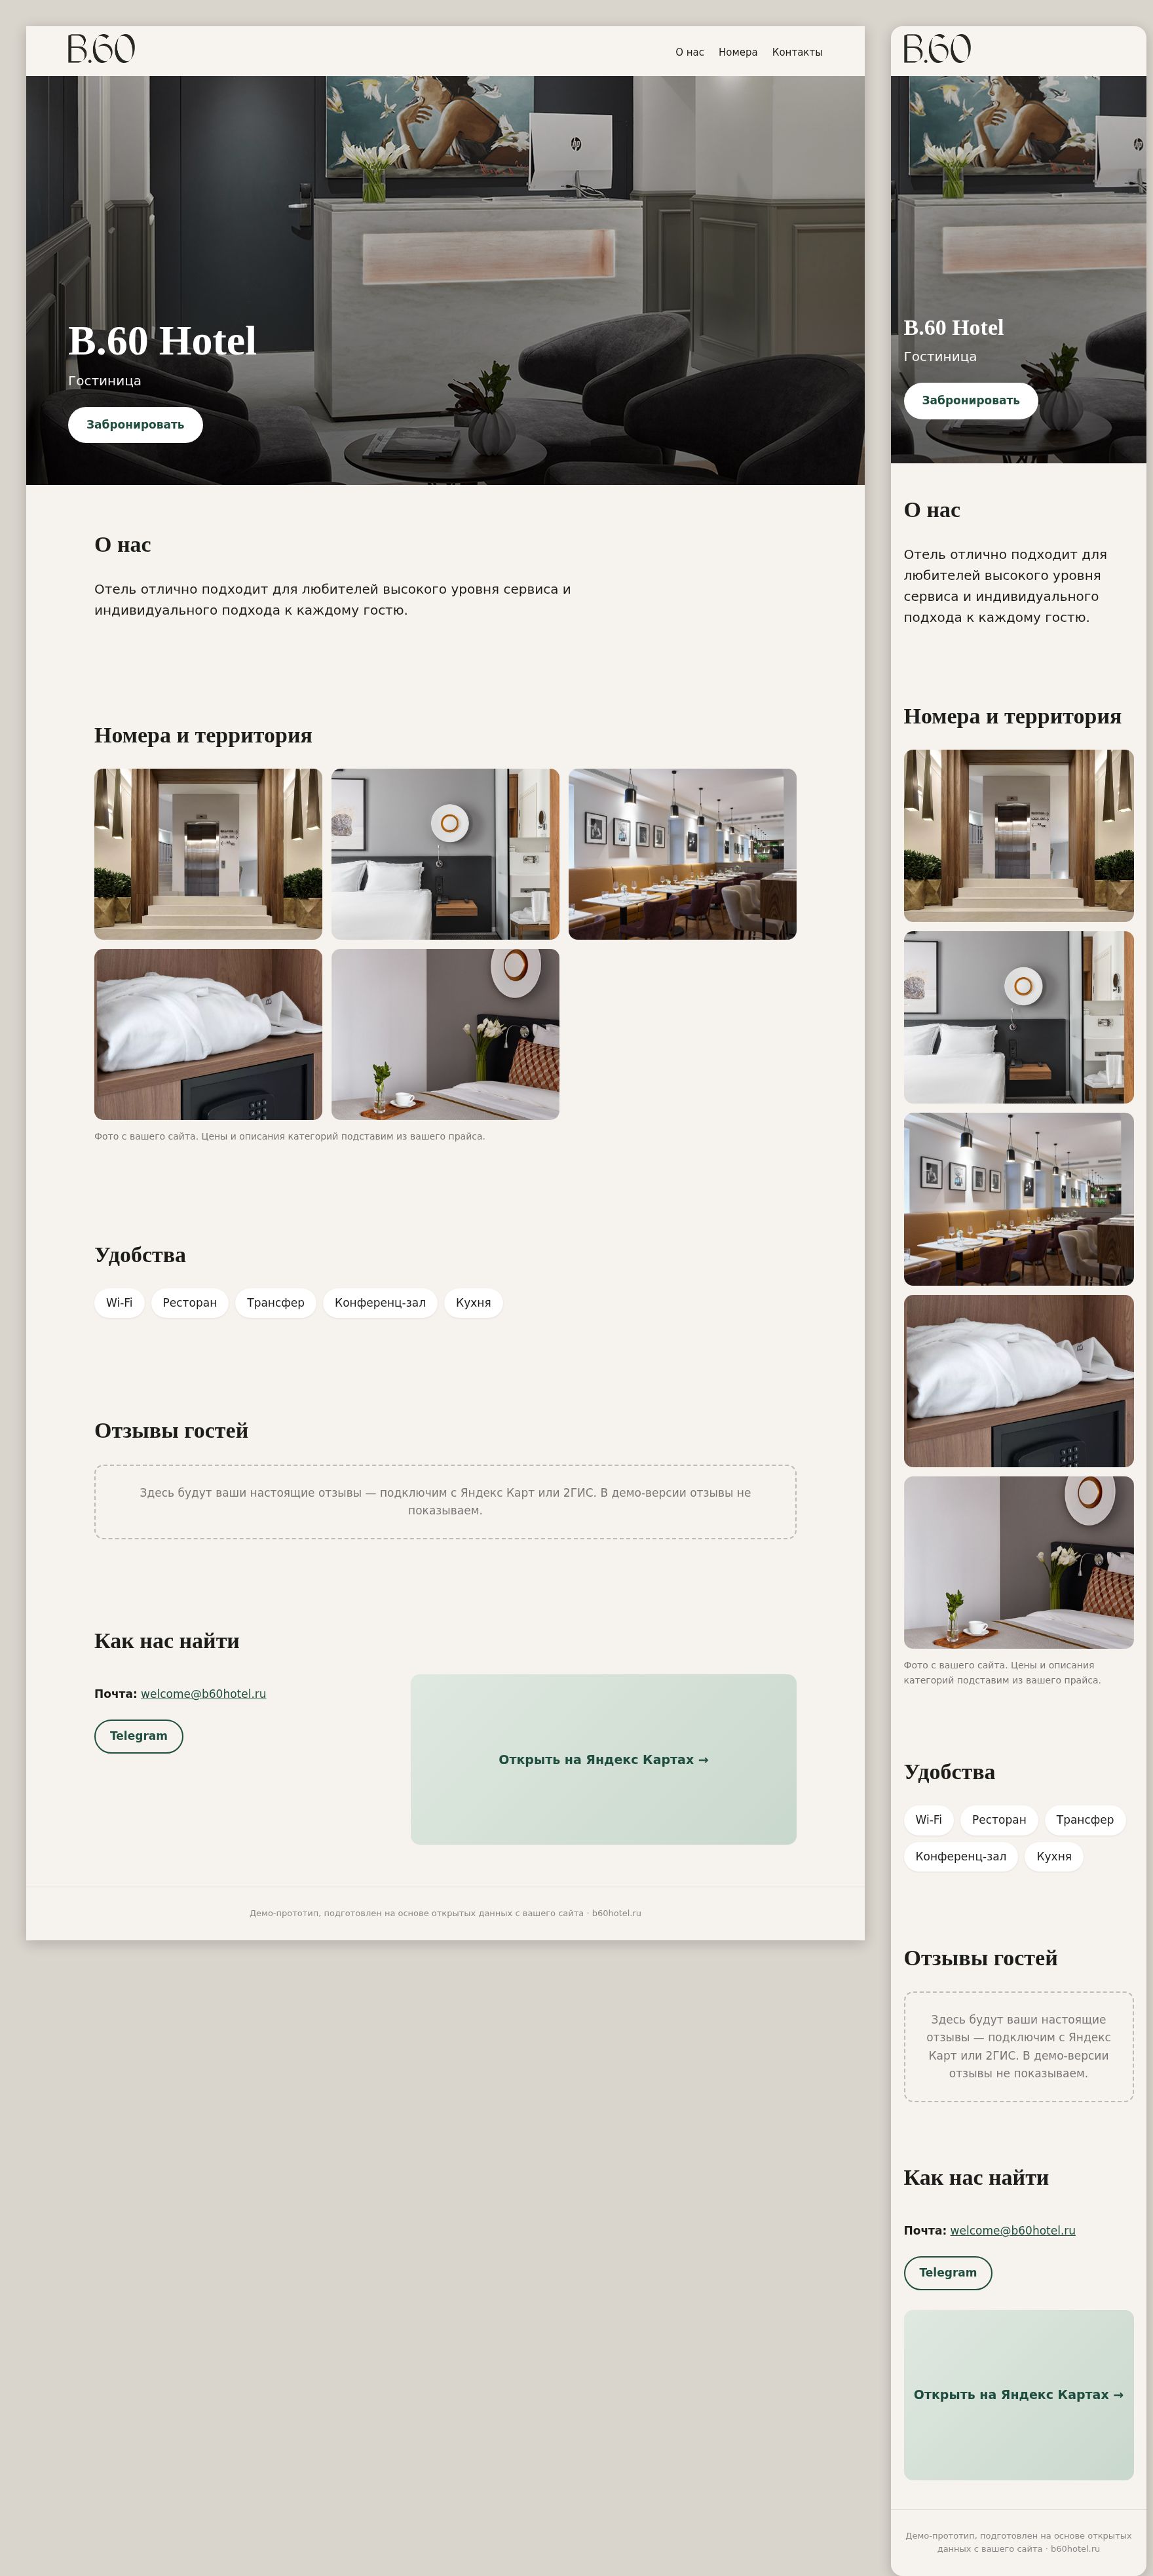 B.60
О нас Номера Контакты
hp
B.60 Hotel
Гостиница
Забронировать
О нас
Отель отлично подходит для любителей высокого уровня сервиса и
индивидуального подхода к каждому гостю.
Номера и территория
Фото с вашего сайта. Цены и описания категорий подставим из вашего прайса.
Удобства
Wi-Fi Ресторан Трансфер Конференц-зал Кухня
Отзывы гостей
Здесь будут ваши настоящие отзывы — подключим с Яндекс Карт или 2ГИС. В демо-версии отзывы не
показываем.
Как нас найти
Почта: welcome@b60hotel.ru
Telegram
Открыть на Яндекс Картах →
Демо-прототип, подготовлен на основе открытых данных с вашего сайта · b60hotel.ru
B.60
hp
B.60 Hotel
Гостиница
Забронировать
О нас
Отель отлично подходит для
любителей высокого уровня
сервиса и индивидуального
подхода к каждому гостю.
Номера и территория
Фото с вашего сайта. Цены и описания
категорий подставим из вашего прайса.
Удобства
Wi-Fi Ресторан Трансфер
Конференц-зал Кухня
Отзывы гостей
Здесь будут ваши настоящие
отзывы — подключим с Яндекс
Карт или 2ГИС. В демо-версии
отзывы не показываем.
Как нас найти
Почта: welcome@b60hotel.ru
Telegram
Открыть на Яндекс Картах →
Демо-прототип, подготовлен на основе открытых
данных с вашего сайта · b60hotel.ru